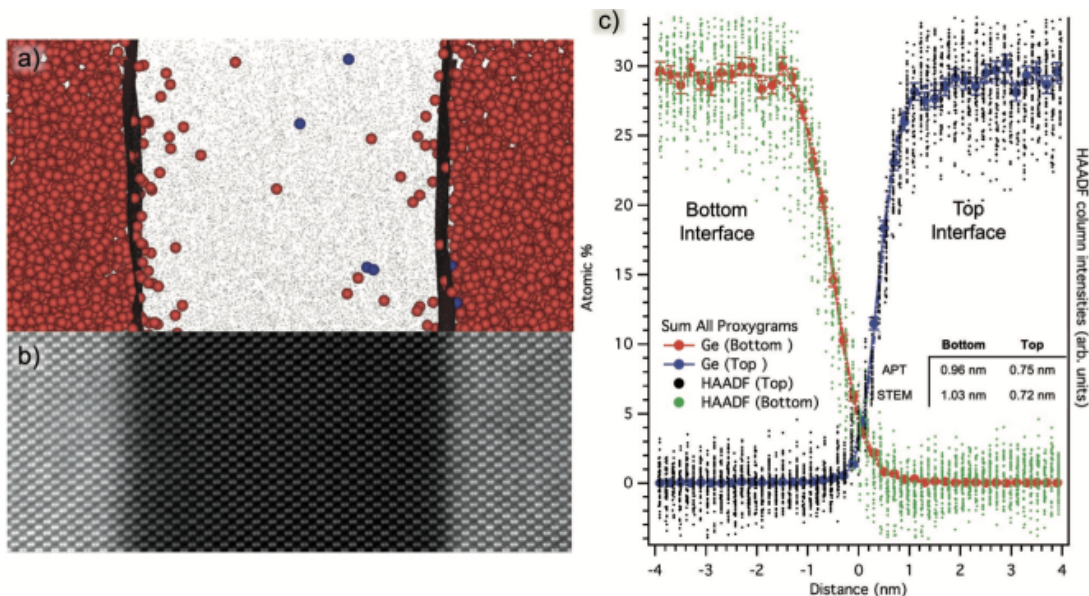 a)
b)
c)
30
25
20
15
10
5
0
Atomic %
HAADF column intensities (arb. units)
Bottom
Interface
Top
Interface
Sum All Proxygrams
Ge (Bottom )
Ge (Top )
HAADF (Top)
HAADF (Bottom)
Bottom Top
APT 0.96 nm 0.75 nm
STEM 1.03 nm 0.72 nm
-4 -3 -2 -1 0 1 2 3 4
Distance (nm)